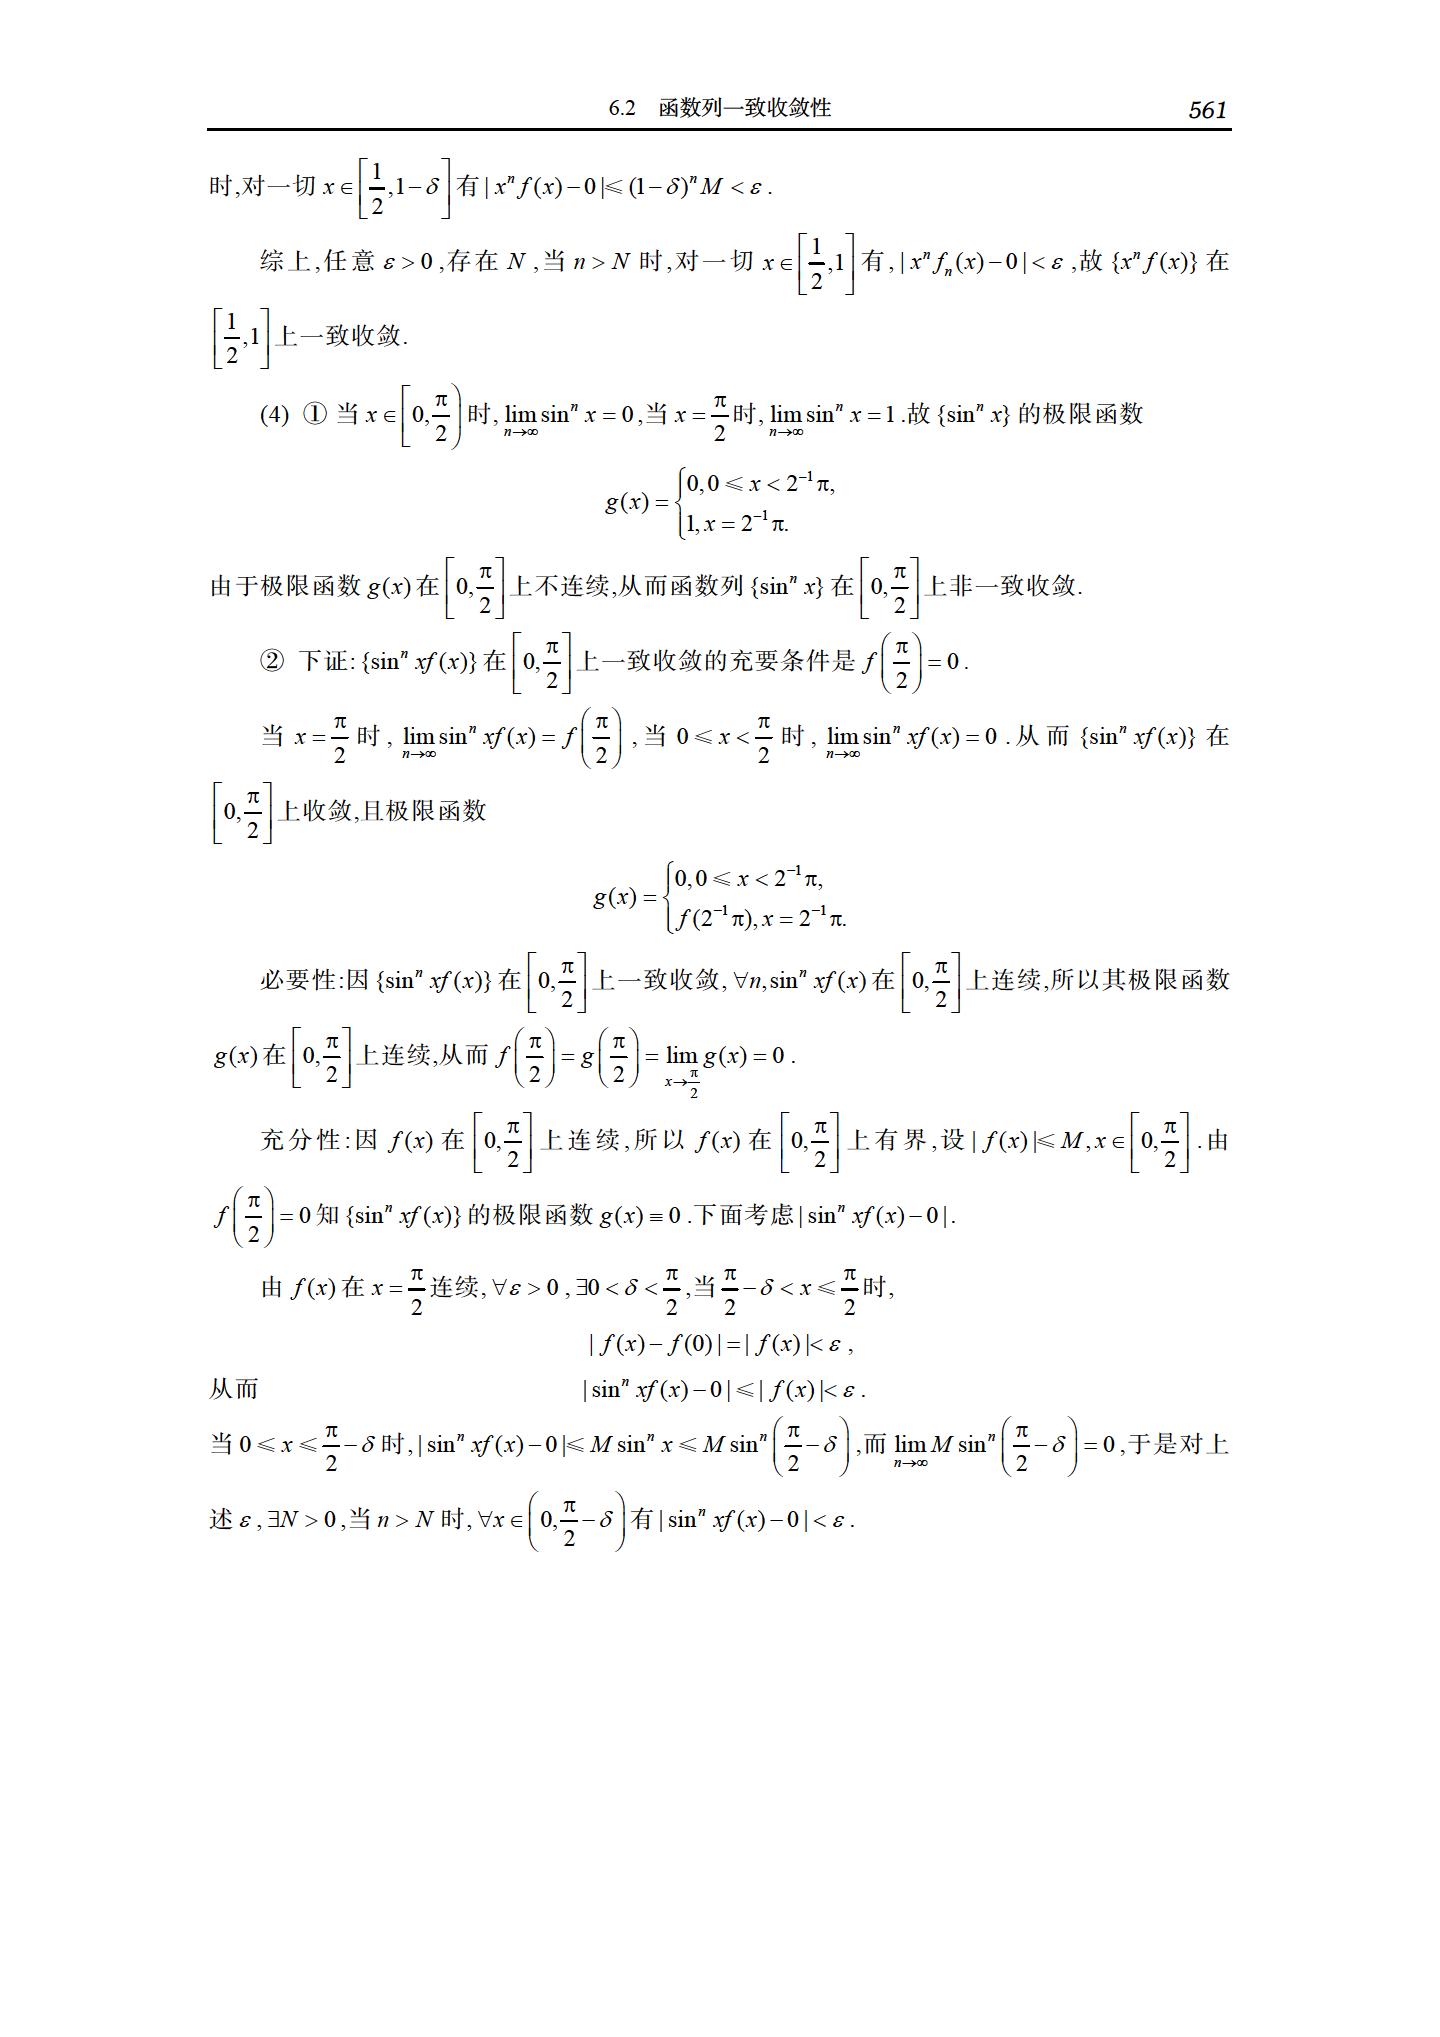 6.2 函数列一致收敛性 561
时,对一切 $x\in\left[\frac{1}{2},1-\delta\right]$ 有 $|x^n f(x)-0|\leqslant(1-\delta)^n M<\varepsilon$ .
综上,任意 $\varepsilon>0$ ,存在 $N$ ,当 $n>N$ 时,对一切 $x\in\left[\frac{1}{2},1\right]$ 有, $|x^n f_n(x)-0|<\varepsilon$ ,故 $\{x^n f(x)\}$ 在
$\left[\frac{1}{2},1\right]$ 上一致收敛.
(4) ① 当 $x\in\left[0,\frac{\pi}{2}\right)$ 时, $\lim_{n\to\infty}\sin^n x=0$ ,当 $x=\frac{\pi}{2}$ 时, $\lim_{n\to\infty}\sin^n x=1$ .故 $\{\sin^n x\}$ 的极限函数
$g(x)=\begin{cases}0,0\leqslant x<2^{-1}\pi,\\1,x=2^{-1}\pi.\end{cases}$
由于极限函数 $g(x)$ 在 $\left[0,\frac{\pi}{2}\right]$ 上不连续,从而函数列 $\{\sin^n x\}$ 在 $\left[0,\frac{\pi}{2}\right]$ 上非一致收敛.
② 下证: $\{\sin^n xf(x)\}$ 在 $\left[0,\frac{\pi}{2}\right]$ 上一致收敛的充要条件是 $f\left(\frac{\pi}{2}\right)=0$ .
当 $x=\frac{\pi}{2}$ 时, $\lim_{n\to\infty}\sin^n xf(x)=f\left(\frac{\pi}{2}\right)$ ,当 $0\leqslant x<\frac{\pi}{2}$ 时, $\lim_{n\to\infty}\sin^n xf(x)=0$ .从而 $\{\sin^n xf(x)\}$ 在
$\left[0,\frac{\pi}{2}\right]$ 上收敛,且极限函数
$g(x)=\begin{cases}0,0\leqslant x<2^{-1}\pi,\\f(2^{-1}\pi),x=2^{-1}\pi.\end{cases}$
必要性:因 $\{\sin^n xf(x)\}$ 在 $\left[0,\frac{\pi}{2}\right]$ 上一致收敛, $\forall n,\sin^n xf(x)$ 在 $\left[0,\frac{\pi}{2}\right]$ 上连续,所以其极限函数
$g(x)$ 在 $\left[0,\frac{\pi}{2}\right]$ 上连续,从而 $f\left(\frac{\pi}{2}\right)=g\left(\frac{\pi}{2}\right)=\lim_{x\to\frac{\pi}{2}}g(x)=0$ .
充分性:因 $f(x)$ 在 $\left[0,\frac{\pi}{2}\right]$ 上连续,所以 $f(x)$ 在 $\left[0,\frac{\pi}{2}\right]$ 上有界,设 $|f(x)|\leqslant M,x\in\left[0,\frac{\pi}{2}\right]$ .由
$f\left(\frac{\pi}{2}\right)=0$ 知 $\{\sin^n xf(x)\}$ 的极限函数 $g(x)\equiv 0$ .下面考虑 $|\sin^n xf(x)-0|$.
由 $f(x)$ 在 $x=\frac{\pi}{2}$ 连续, $\forall\varepsilon>0$ , $\exists 0<\delta<\frac{\pi}{2}$ ,当 $\frac{\pi}{2}-\delta<x\leqslant\frac{\pi}{2}$ 时,
$|f(x)-f(0)|=|f(x)|<\varepsilon$ ,
从而 $|\sin^n xf(x)-0|\leqslant|f(x)|<\varepsilon$ .
当 $0\leqslant x\leqslant\frac{\pi}{2}-\delta$ 时, $|\sin^n xf(x)-0|\leqslant M\sin^n x\leqslant M\sin^n\left(\frac{\pi}{2}-\delta\right)$ ,而 $\lim_{n\to\infty}M\sin^n\left(\frac{\pi}{2}-\delta\right)=0$ ,于是对上
述 $\varepsilon$ , $\exists N>0$ ,当 $n>N$ 时, $\forall x\in\left(0,\frac{\pi}{2}-\delta\right)$ 有 $|\sin^n xf(x)-0|<\varepsilon$ .